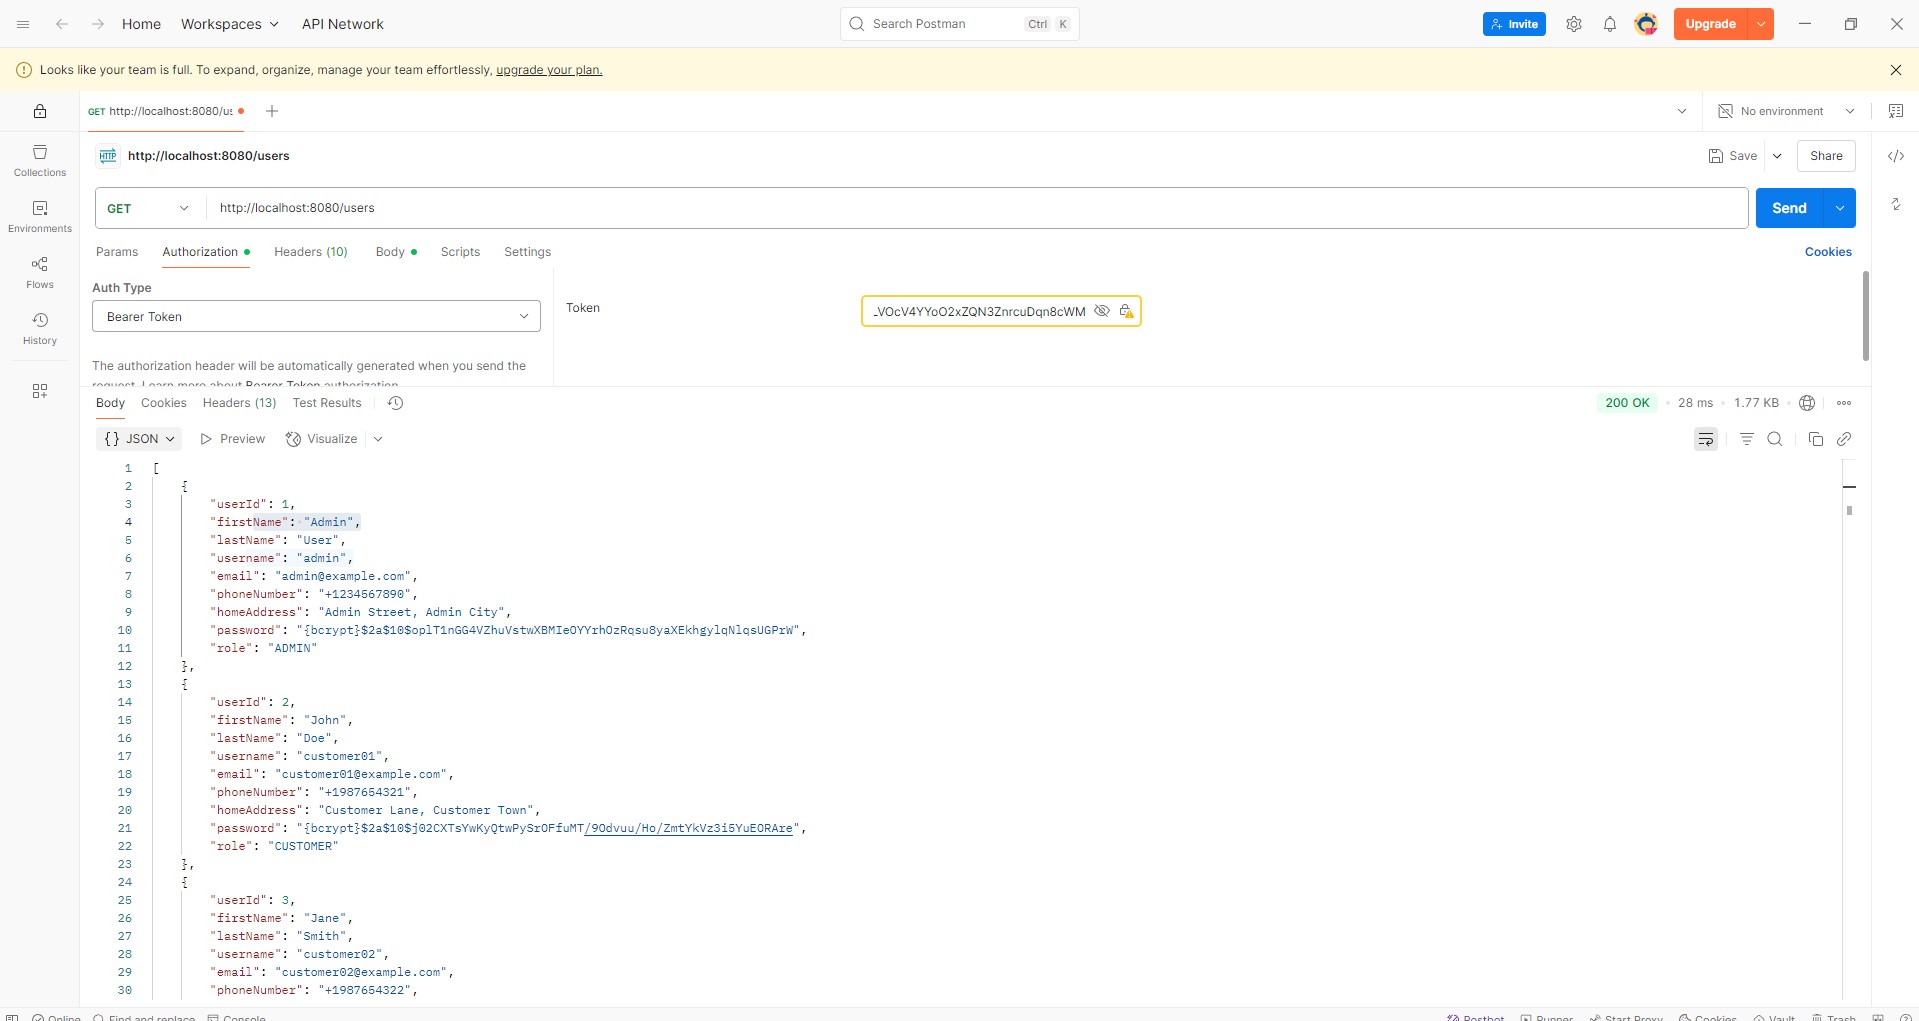 Home Workspaces API Network Search Postman Ctrl K Invite Upgrade
Looks like your team is full. To expand, organize, manage your team effortlessly, upgrade your plan.
GET http://localhost:8080/us No environment
HTTP http://localhost:8080/users Save Share
Collections
GET http://localhost:8080/users Send
Environments
Params Authorization Headers (10) Body Scripts Settings Cookies
Flows
Auth Type
Bearer Token
Token VOcV4YYoO2xZQN3ZnrcuDqn8cWM
History
The authorization header will be automatically generated when you send the
request. Learn more about Bearer Token authorization.
Body Cookies Headers (13) Test Results 200 OK • 28 ms • 1.77 KB •
{} JSON Preview Visualize
1 [
2 {
3 "userId": 1,
4 "firstName": "Admin",
5 "lastName": "User",
6 "username": "admin",
7 "email": "admin@example.com",
8 "phoneNumber": "+1234567890",
9 "homeAddress": "Admin Street, Admin City",
10 "password": "{bcrypt}$2a$10$oplT1nGG4VZhuVstwXBMIeOYYrhOzRqsu8yaXEkhgylqNlqsUGPrW",
11 "role": "ADMIN"
12 },
13 {
14 "userId": 2,
15 "firstName": "John",
16 "lastName": "Doe",
17 "username": "customer01",
18 "email": "customer01@example.com",
19 "phoneNumber": "+1987654321",
20 "homeAddress": "Customer Lane, Customer Town",
21 "password": "{bcrypt}$2a$10$j02CXTsYwKyQtwPySrOFfuMT/9Odvuu/Ho/ZmtYkVz3i5YuEORAre",
22 "role": "CUSTOMER"
23 },
24 {
25 "userId": 3,
26 "firstName": "Jane",
27 "lastName": "Smith",
28 "username": "customer02",
29 "email": "customer02@example.com",
30 "phoneNumber": "+1987654322",
Online Find and replace Console Postbot Runner Start Proxy Cookies Vault Trash